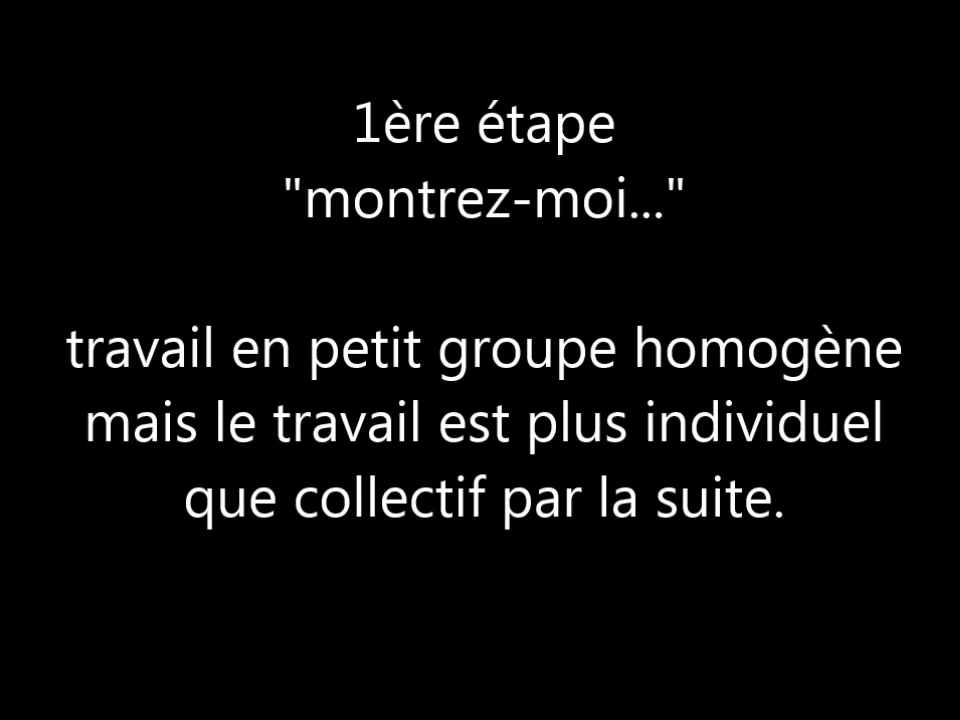 1ère étape
"montrez-moi..."
travail en petit groupe homogène
mais le travail est plus individuel
que collectif par la suite.